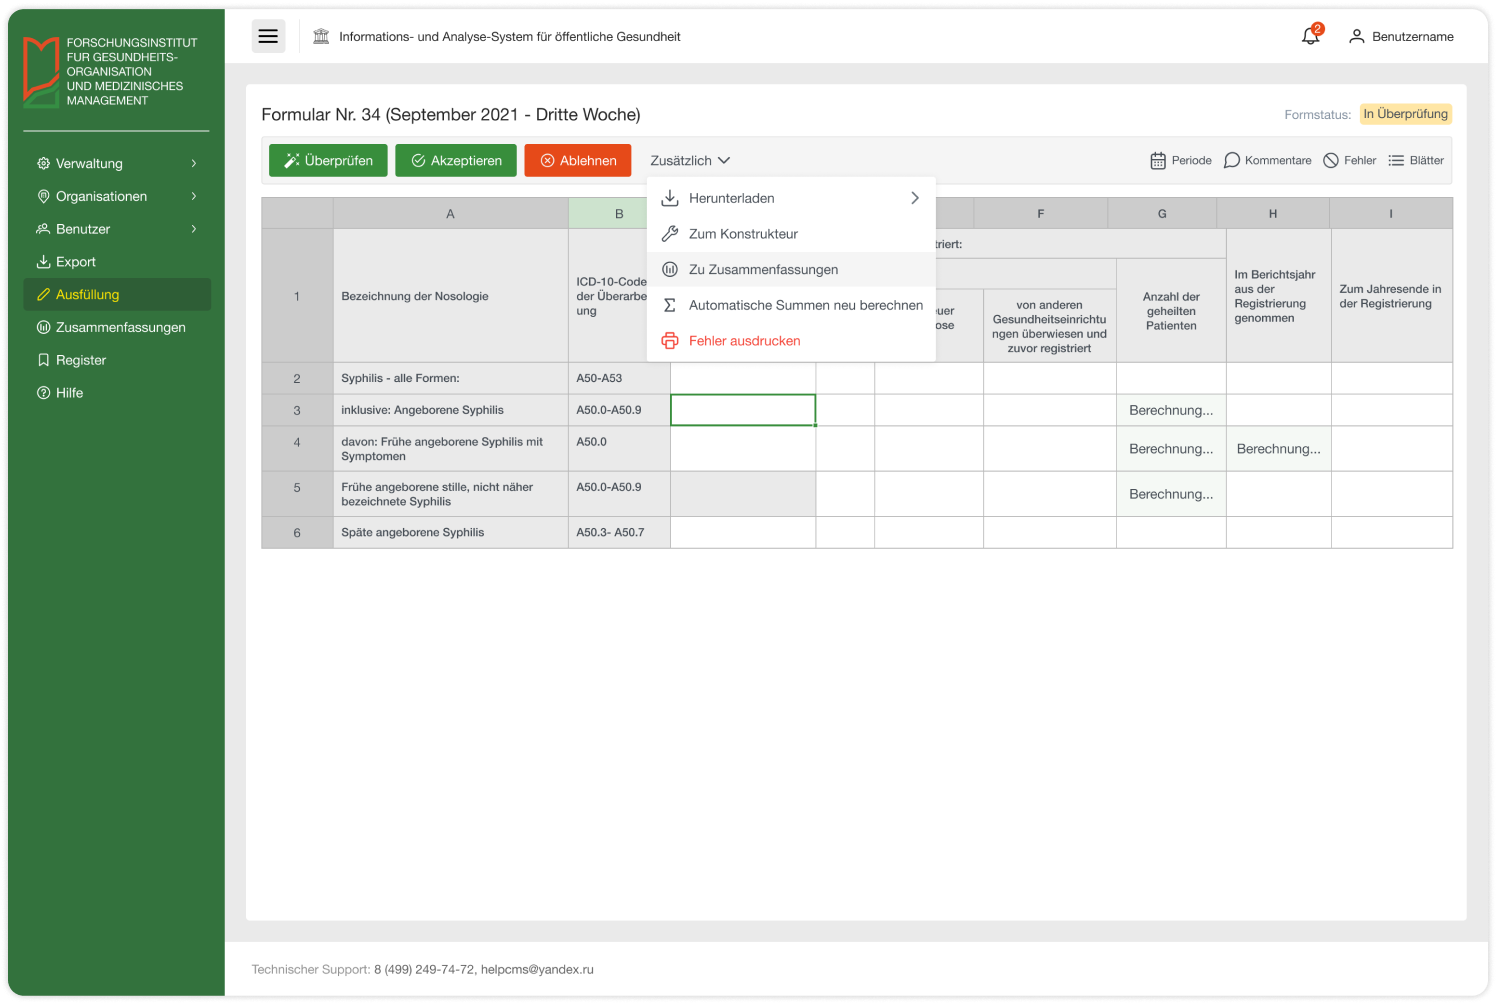 FORSCHUNGSINSTITUT
FUR GESUNDHEITS-
ORGANISATION
UND MEDIZINISCHES
MANAGEMENT
Verwaltung
Organisationen
Benutzer
Export
Ausfüllung
Zusammenfassungen
Register
Hilfe
Informations- und Analyse-System für öffentliche Gesundheit
2
Benutzername
Formular Nr. 34 (September 2021 - Dritte Woche)
Formstatus: In Überprüfung
Überprüfen
Akzeptieren
Ablehnen
Zusätlich
Periode
Kommentare
Fehler
Blätter
Herunterladen
Zum Konstrukteur
Zu Zusammenfassungen
Automatische Summen neu berechnen
Fehler ausdrucken
A
B
F
G
H
I
1
Bezeichnung der Nosologie
ICD-10-Code
der Überarbe
ung
triert:
uer
ose
von anderen
Gesundheitseinrichtu
ngen überwiesen und
zuvor registriert
Anzahl der
geheilten
Patienten
Im Berichtsjahr
aus der
Registrierung
genommen
Zum Jahresende in
der Registrierung
2
Syphilis - alle Formen:
A50-A53
3
inklusive: Angeborene Syphilis
A50.0-A50.9
Berechnung...
4
davon: Frühe angeborene Syphilis mit
Symptomen
A50.0
Berechnung...
Berechnung...
5
Frühe angeborene stille, nicht näher
bezeichnete Syphilis
A50.0-A50.9
Berechnung...
6
Späte angeborene Syphilis
A50.3- A50.7
Technischer Support: 8 (499) 249-74-72, helpcms@yandex.ru